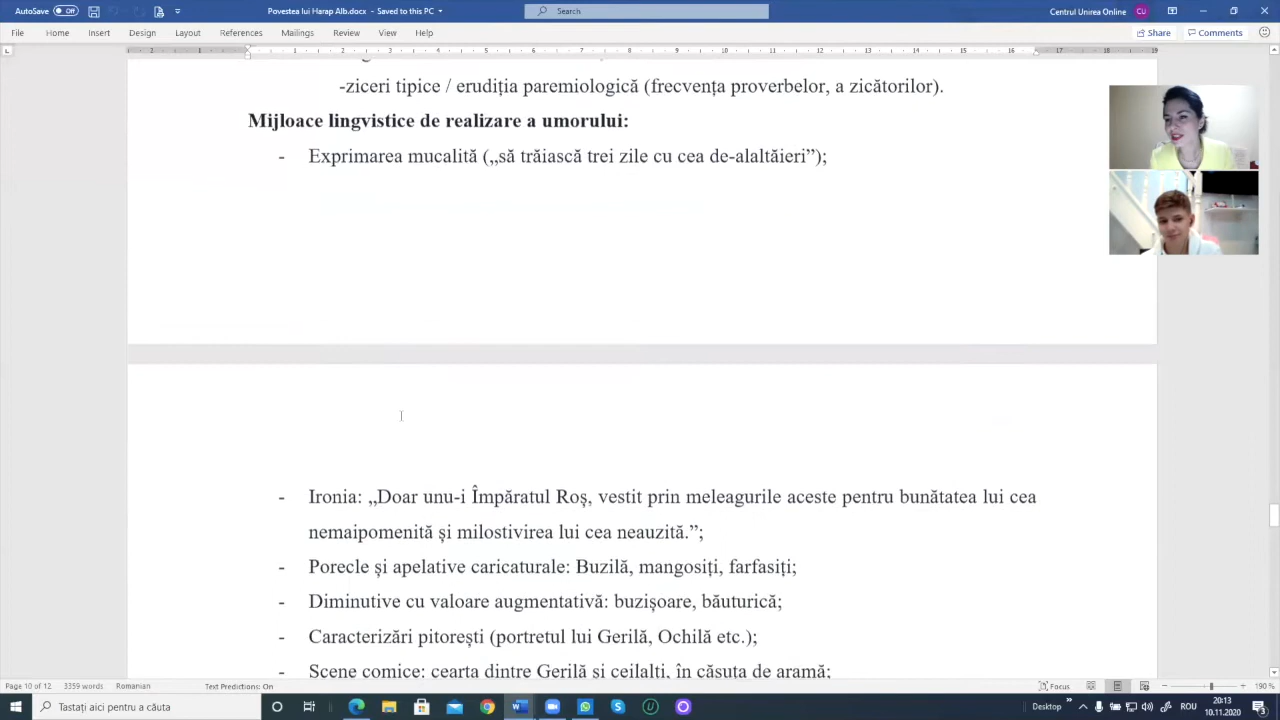 AutoSave Off
Povestea lui Harap Alb.docx - Saved to this PC
Search
Centrul Unirea Online CU
File Home Insert Design Layout References Mailings Review View Help
Share Comments
-ziceri tipice / erudiția paremiologică (frecvența proverbelor, a zicătorilor).
Mijloace lingvistice de realizare a umorului:
- Exprimarea mucalită („să trăiască trei zile cu cea de-alaltăieri”);
- Ironia: „Doar unu-i Împăratul Roș, vestit prin meleagurile aceste pentru bunătatea lui cea
nemaipomenită și milostivirea lui cea neauzită.”;
- Porecle și apelative caricaturale: Buzilă, mangosiți, farfasiți;
- Diminutive cu valoare augmentativă: buzișoare, băuturică;
- Caracterizări pitorești (portretul lui Gerilă, Ochilă etc.);
- Scene comice: cearta dintre Gerilă și ceilalți, în căsuța de aramă;
Page 10 of 12 3359 words Romanian Text Predictions: On
Focus
190 %
Tastați aici pentru a căuta
Desktop
ROU
20:13
10.11.2020